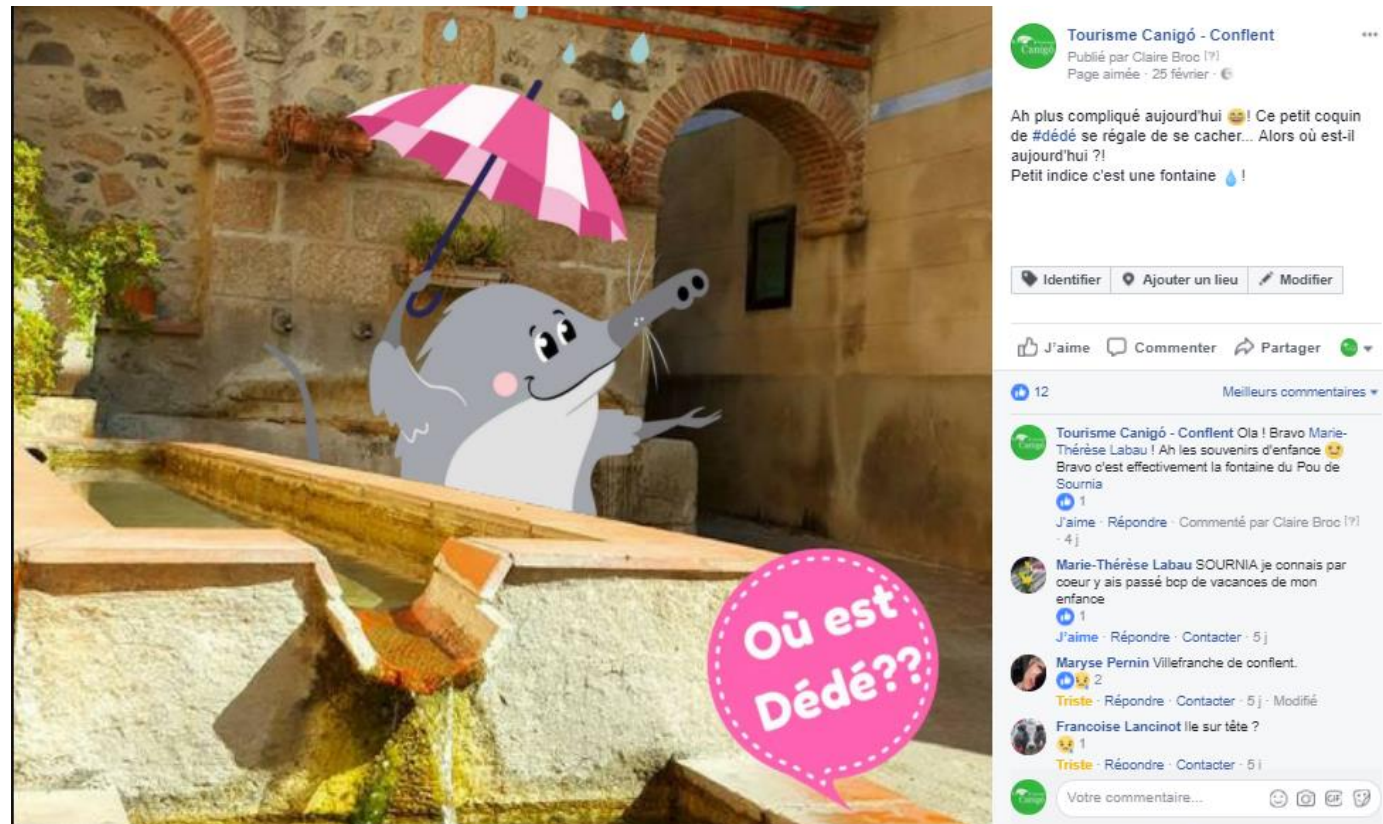 Où est
Dédé??
Canigó
Tourisme Canigó - Conflent
Publié par Claire Broc [?]
Page aimée · 25 février ·
Ah plus compliqué aujourd'hui 😅! Ce petit coquin
de #dédé se régale de se cacher... Alors où est-il
aujourd'hui ?!
Petit indice c'est une fontaine 💧!
Identifier
Ajouter un lieu
Modifier
J'aime
Commenter
Partager
12
Meilleurs commentaires
Tourisme Canigó - Conflent Ola ! Bravo Marie-
Thérèse Labau ! Ah les souvenirs d'enfance 🙂
Bravo c'est effectivement la fontaine du Pou de
Sournia
1
J'aime · Répondre · Commenté par Claire Broc [?]
· 4 j
Marie-Thérèse Labau SOURNIA je connais par
coeur y ais passé bcp de vacances de mon
enfance
1
J'aime · Répondre · Contacter · 5 j
Maryse Pernin Villefranche de conflent.
2
Triste · Répondre · Contacter · 5 j · Modifié
Francoise Lancinot Ile sur tête ?
1
Triste · Répondre · Contacter · 5 j
Votre commentaire...
GIF